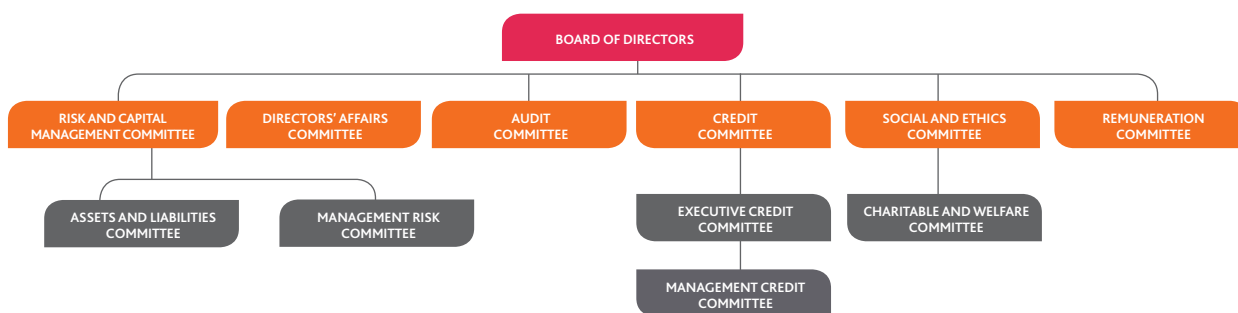 BOARD OF DIRECTORS
RISK AND CAPITAL
MANAGEMENT COMMITTEE
DIRECTORS' AFFAIRS
COMMITTEE
AUDIT
COMMITTEE
CREDIT
COMMITTEE
SOCIAL AND ETHICS
COMMITTEE
REMUNERATION
COMMITTEE
ASSETS AND LIABILITIES
COMMITTEE
MANAGEMENT RISK
COMMITTEE
EXECUTIVE CREDIT
COMMITTEE
CHARITABLE AND WELFARE
COMMITTEE
MANAGEMENT CREDIT
COMMITTEE